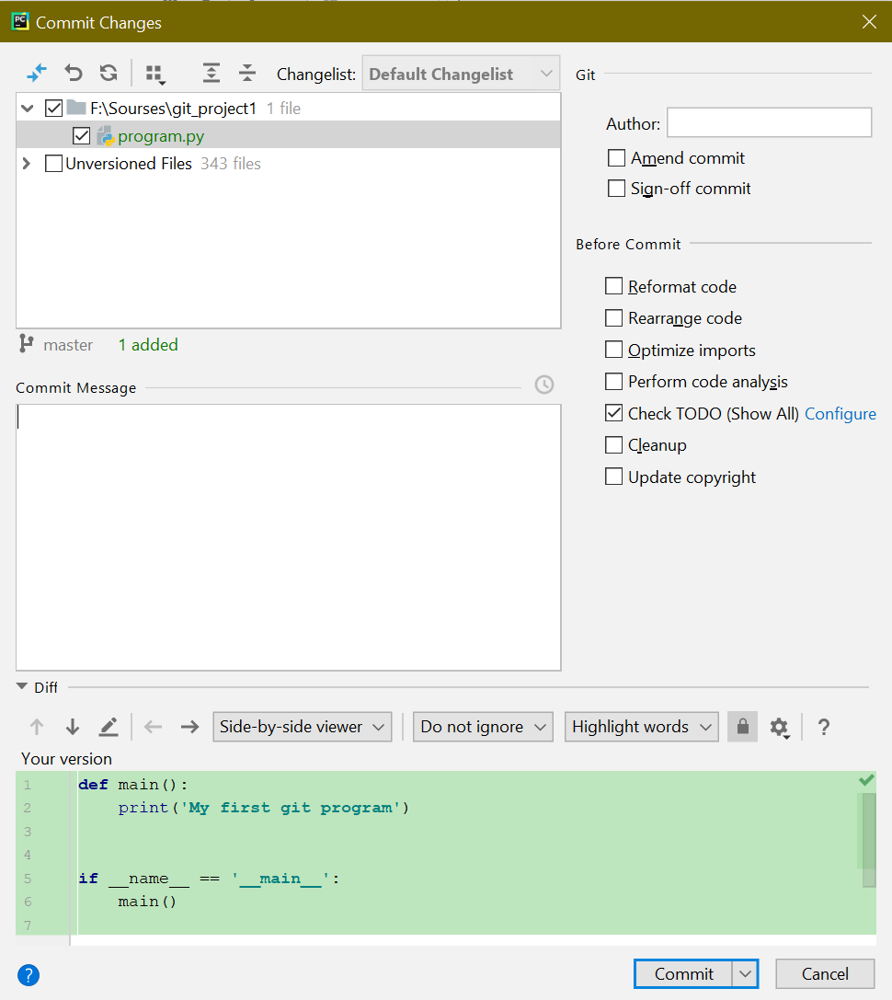 PC Commit Changes
Changelist: Default Changelist
F:\Sourses\git_project1 1 file
program.py
Unversioned Files 343 files
master 1 added
Commit Message
Git
Author:
Amend commit
Sign-off commit
Before Commit
Reformat code
Rearrange code
Optimize imports
Perform code analysis
Check TODO (Show All) Configure
Cleanup
Update copyright
Diff
Side-by-side viewer Do not ignore Highlight words ?
Your version
1 def main():
2     print('My first git program')
3
4
5 if __name__ == '__main__':
6     main()
7
? Commit Cancel